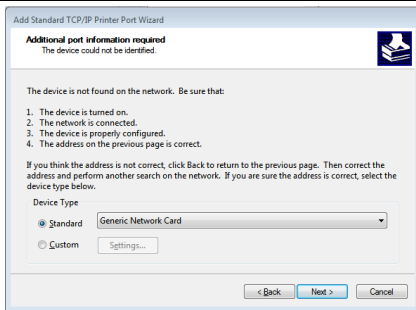 Add Standard TCP/IP Printer Port Wizard
Additional port information required
The device could not be identified.
The device is not found on the network. Be sure that:
1. The device is turned on.
2. The network is connected.
3. The device is properly configured.
4. The address on the previous page is correct.
If you think the address is not correct, click Back to return to the previous page. Then correct the
address and perform another search on the network. If you are sure the address is correct, select the
device type below.
Device Type
Standard Generic Network Card
Custom Settings...
< Back Next > Cancel